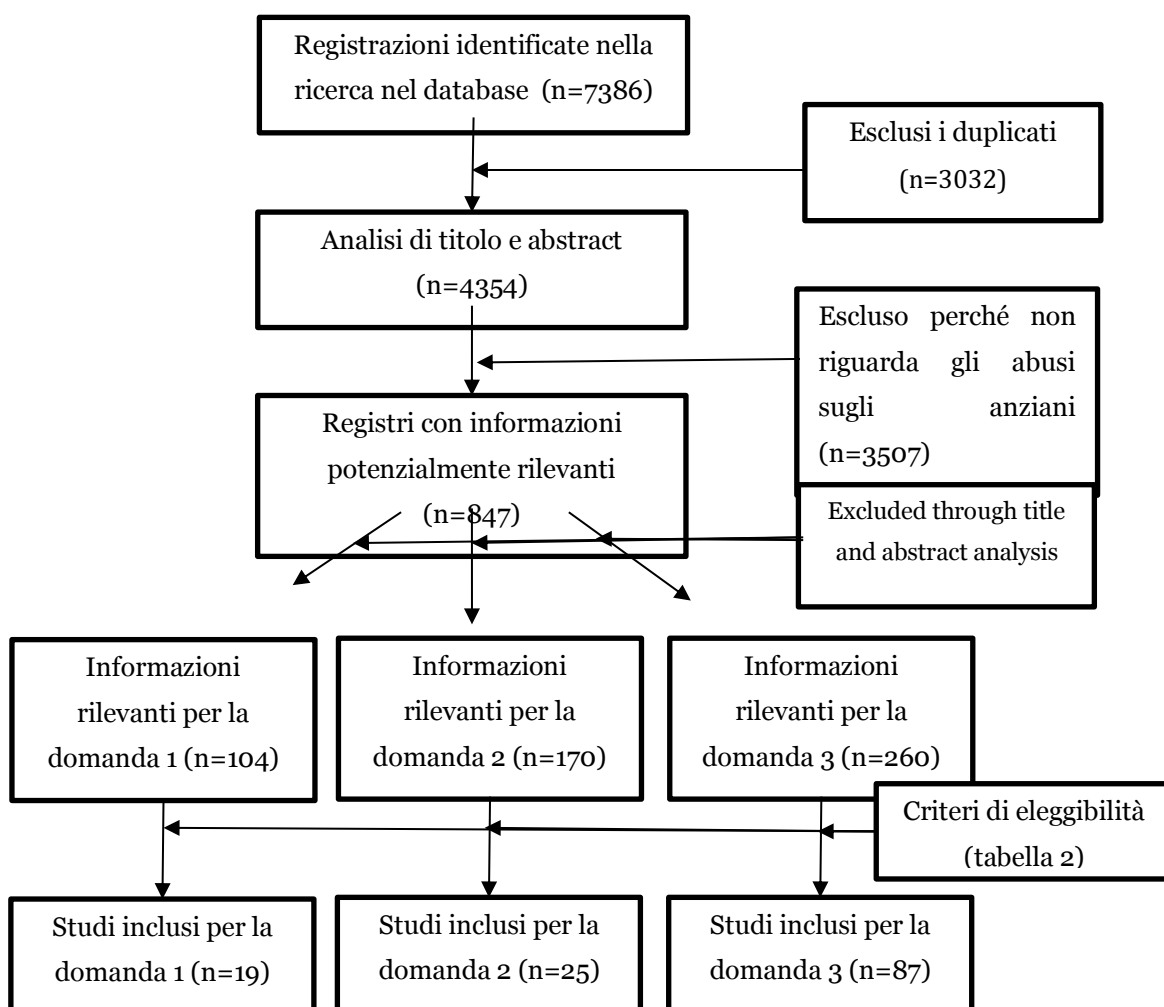 Registrazioni identificate nella
ricerca nel database (n=7386)
Esclusi i duplicati
(n=3032)
Analisi di titolo e abstract
(n=4354)
Escluso perché non
riguarda gli abusi
sugli anziani
(n=3507)
Registri con informazioni
potenzialmente rilevanti
(n=847)
Excluded through title
and abstract analysis
Informazioni
rilevanti per la
domanda 1 (n=104)
Informazioni
rilevanti per la
domanda 2 (n=170)
Informazioni
rilevanti per la
domanda 3 (n=260)
Criteri di eleggibilità
(tabella 2)
Studi inclusi per la
domanda 1 (n=19)
Studi inclusi per la
domanda 2 (n=25)
Studi inclusi per la
domanda 3 (n=87)